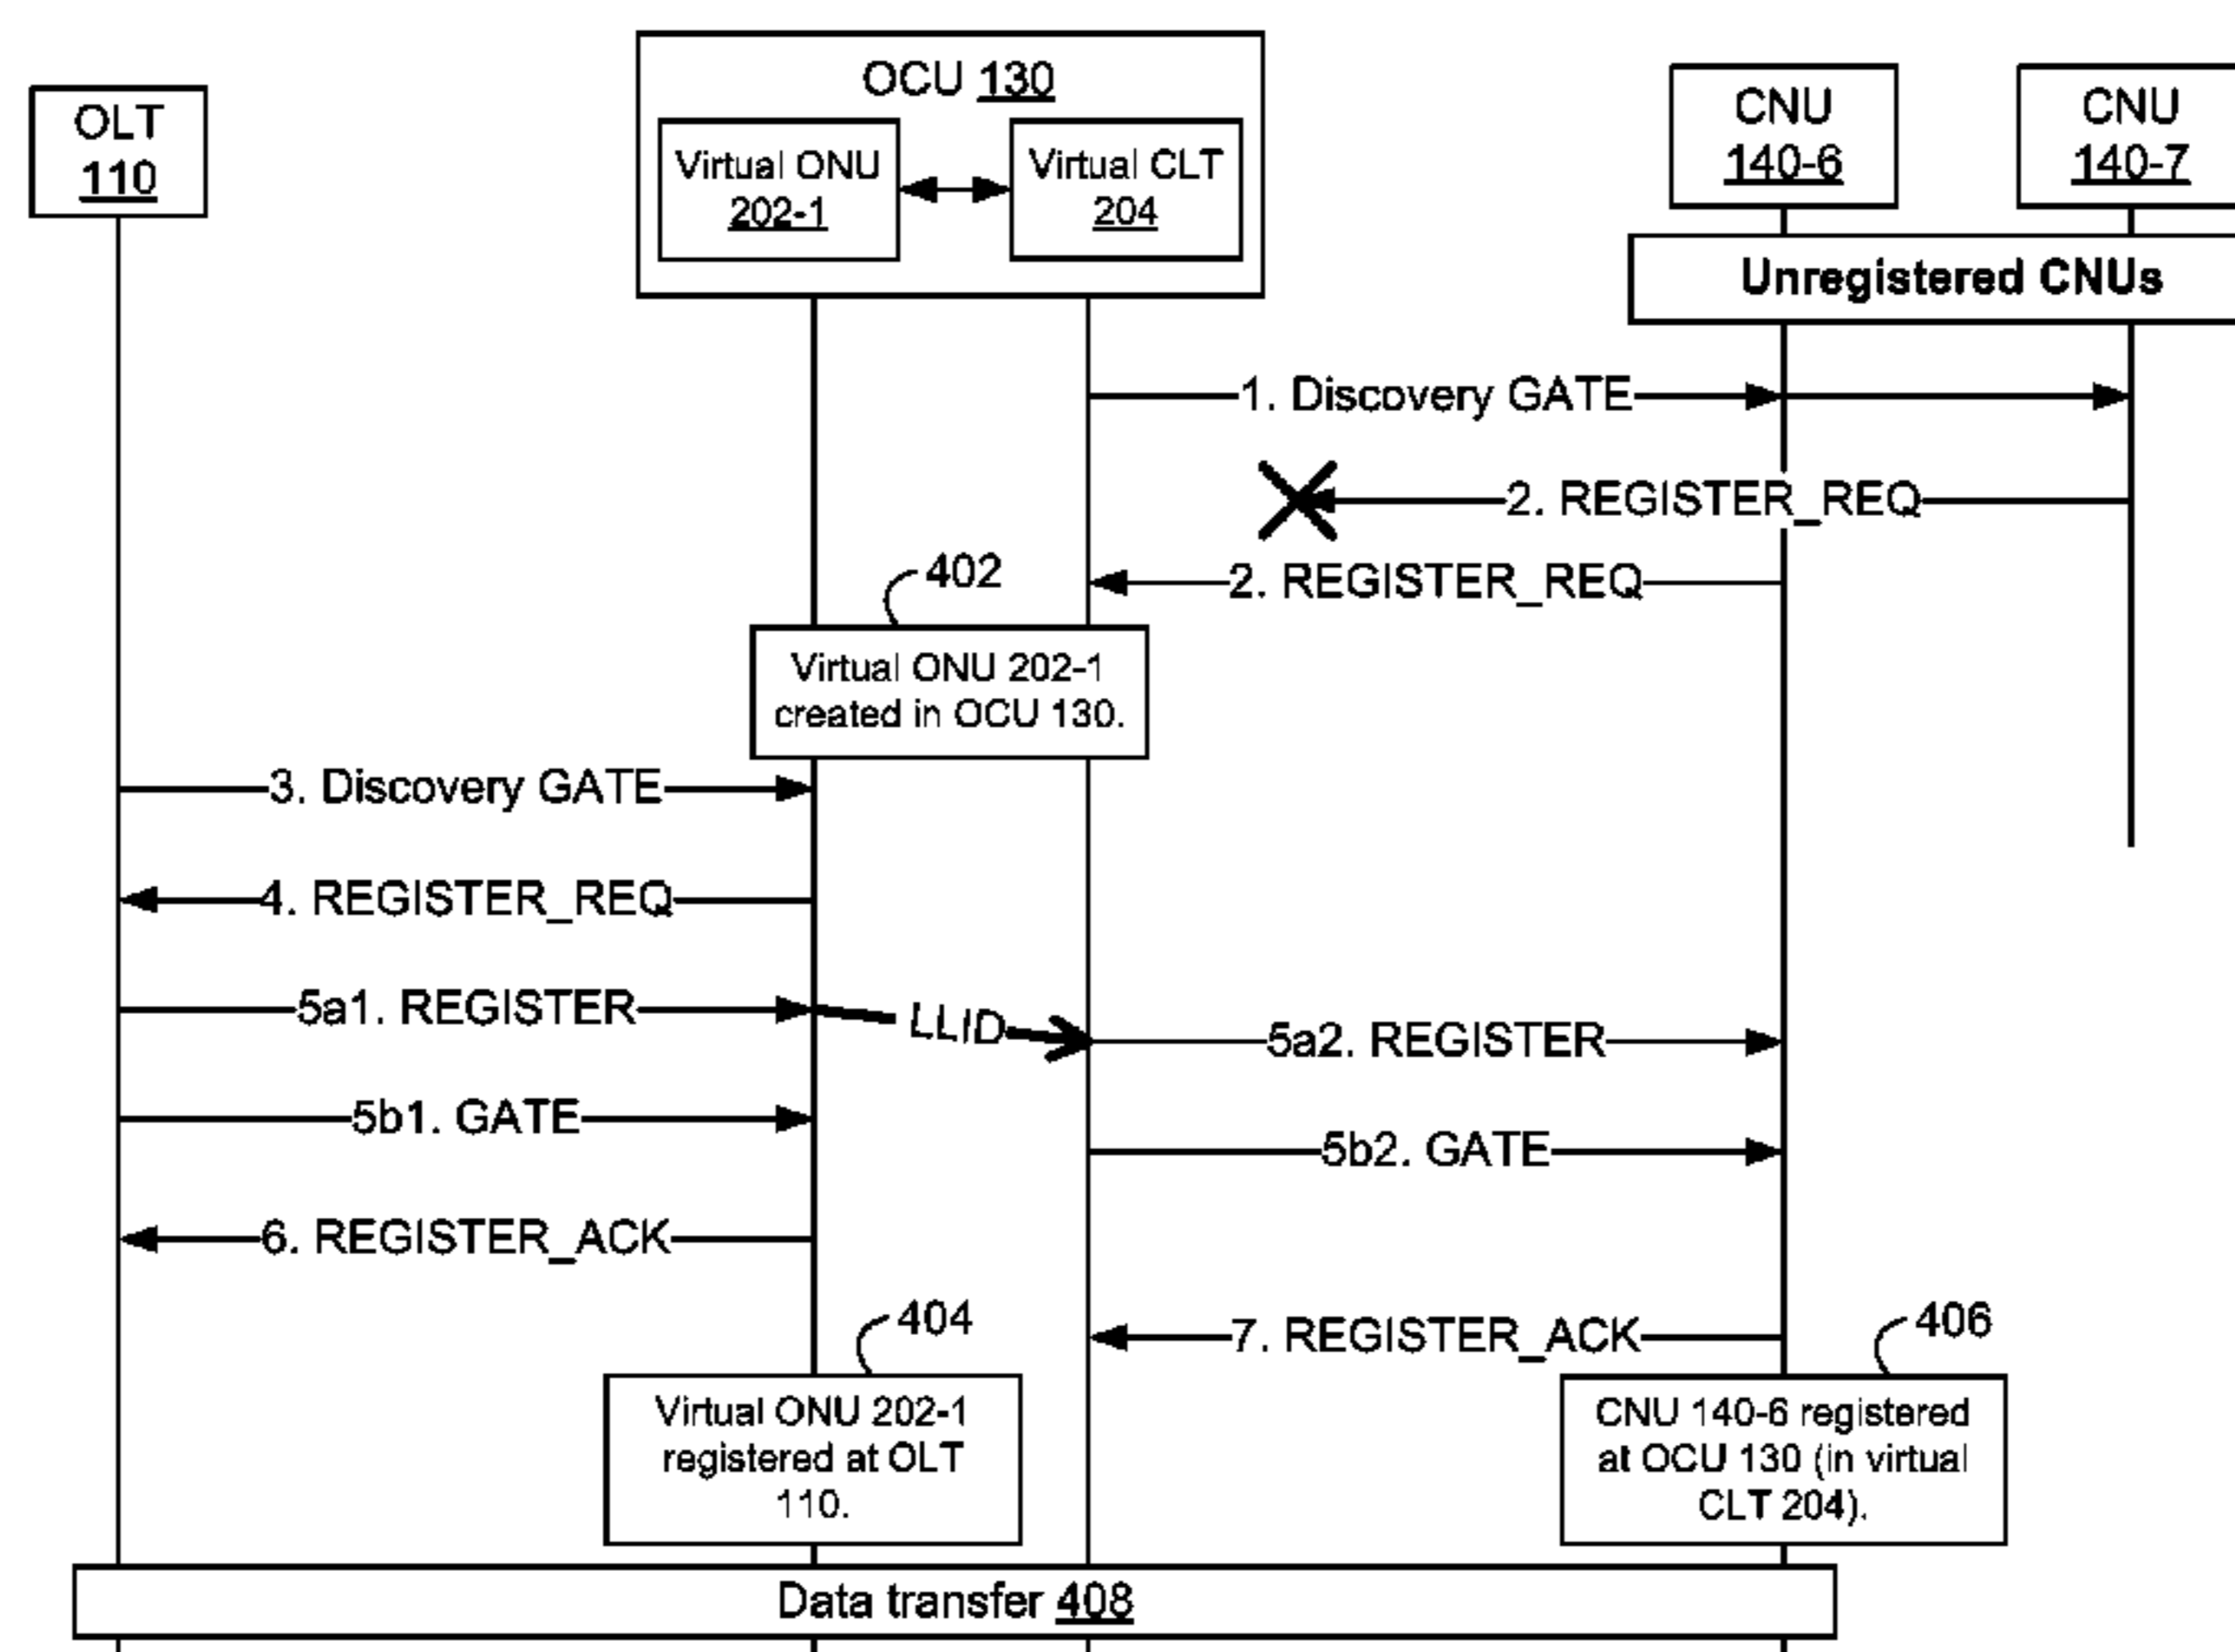 OLT
110
OCU 130
Virtual ONU
202-1
Virtual CLT
204
CNU
140-6
CNU
140-7
Unregistered CNUs
1. Discovery GATE
2. REGISTER_REQ
2. REGISTER_REQ
402
Virtual ONU 202-1
created in OCU 130.
3. Discovery GATE
4. REGISTER_REQ
5a1. REGISTER
LLID
5a2. REGISTER
5b1. GATE
5b2. GATE
6. REGISTER_ACK
7. REGISTER_ACK
404
Virtual ONU 202-1
registered at OLT
110.
406
CNU 140-6 registered
at OCU 130 (in virtual
CLT 204).
Data transfer 408